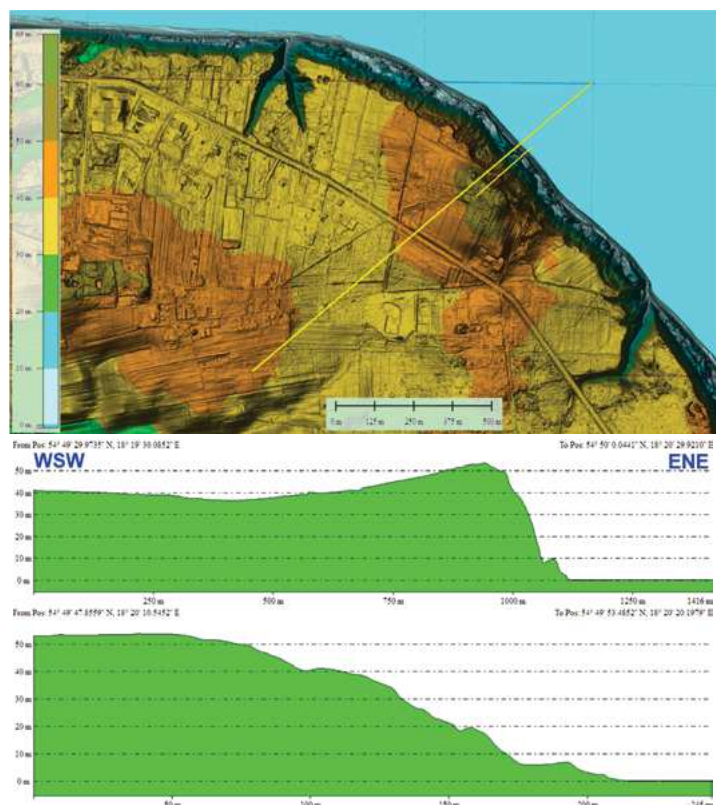 60 m
50 m
40 m
30 m
20 m
10 m
0 m
0 m 125 m 250 m 375 m 500 m
From Pos: 54° 49' 29.9735" N, 18° 19' 30.0852" E To Pos: 54° 50' 0.0441" N, 18° 20' 29.9210" E
WSW ENE
50 m
40 m
30 m
20 m
10 m
0 m
250 m 500 m 750 m 1000 m 1250 m 1416 m
From Pos: 54° 49' 47.8559" N, 18° 20' 10.5452" E To Pos: 54° 49' 53.4852" N, 18° 20' 20.1979" E
50 m
40 m
30 m
20 m
10 m
0 m
50 m 100 m 150 m 200 m